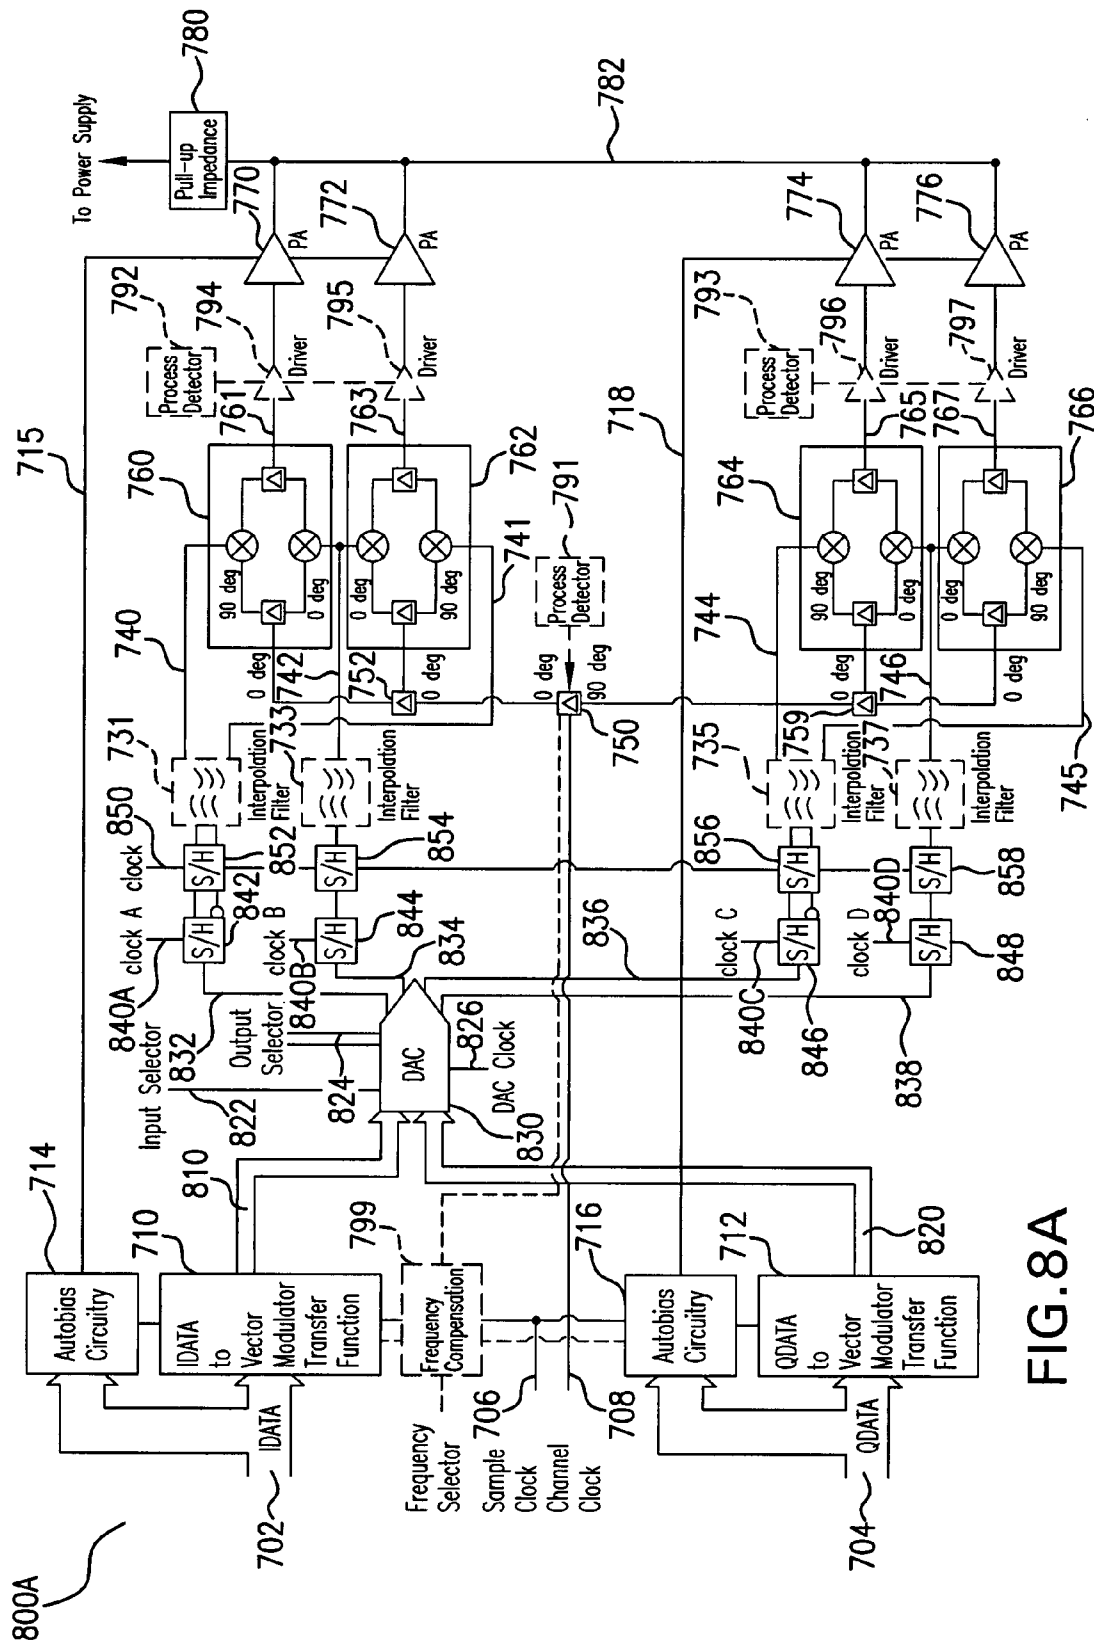 800A
702
IDATA
714
Autobias
Circuitry
715
710
IDATA
to
Vector
Modulator
Transfer
Function
810
Input Selector
822
832
Output
Selector
824
DAC
830
826
DAC Clock
834
836
838
820
799
Frequency
Compensation
Frequency
Selector
706
Sample
Clock
Channel
Clock
708
716
Autobias
Circuitry
718
712
QDATA
to
Vector
Modulator
Transfer
Function
QDATA
704
840A
clock A
S/H
842
850
clock
S/H
852
840B
clock B
S/H
844
S/H
854
731
Interpolation
Filter
733
Interpolation
Filter
740
742
741
0 deg
752
0 deg
760
90 deg
0 deg
762
0 deg
90 deg
761
763
Process
Detector
792
794
Driver
795
Driver
770
PA
772
PA
Pull-up
Impedance
780
To Power Supply
782
791
Process
Detector
0 deg
90 deg
750
840C
clock C
S/H
846
S/H
856
840D
clock D
S/H
848
S/H
858
735
Interpolation
Filter
737
Interpolation
Filter
744
746
745
759
0 deg
0 deg
764
90 deg
0 deg
766
0 deg
90 deg
765
767
Process
Detector
793
796
Driver
797
Driver
774
PA
776
PA
FIG.8A